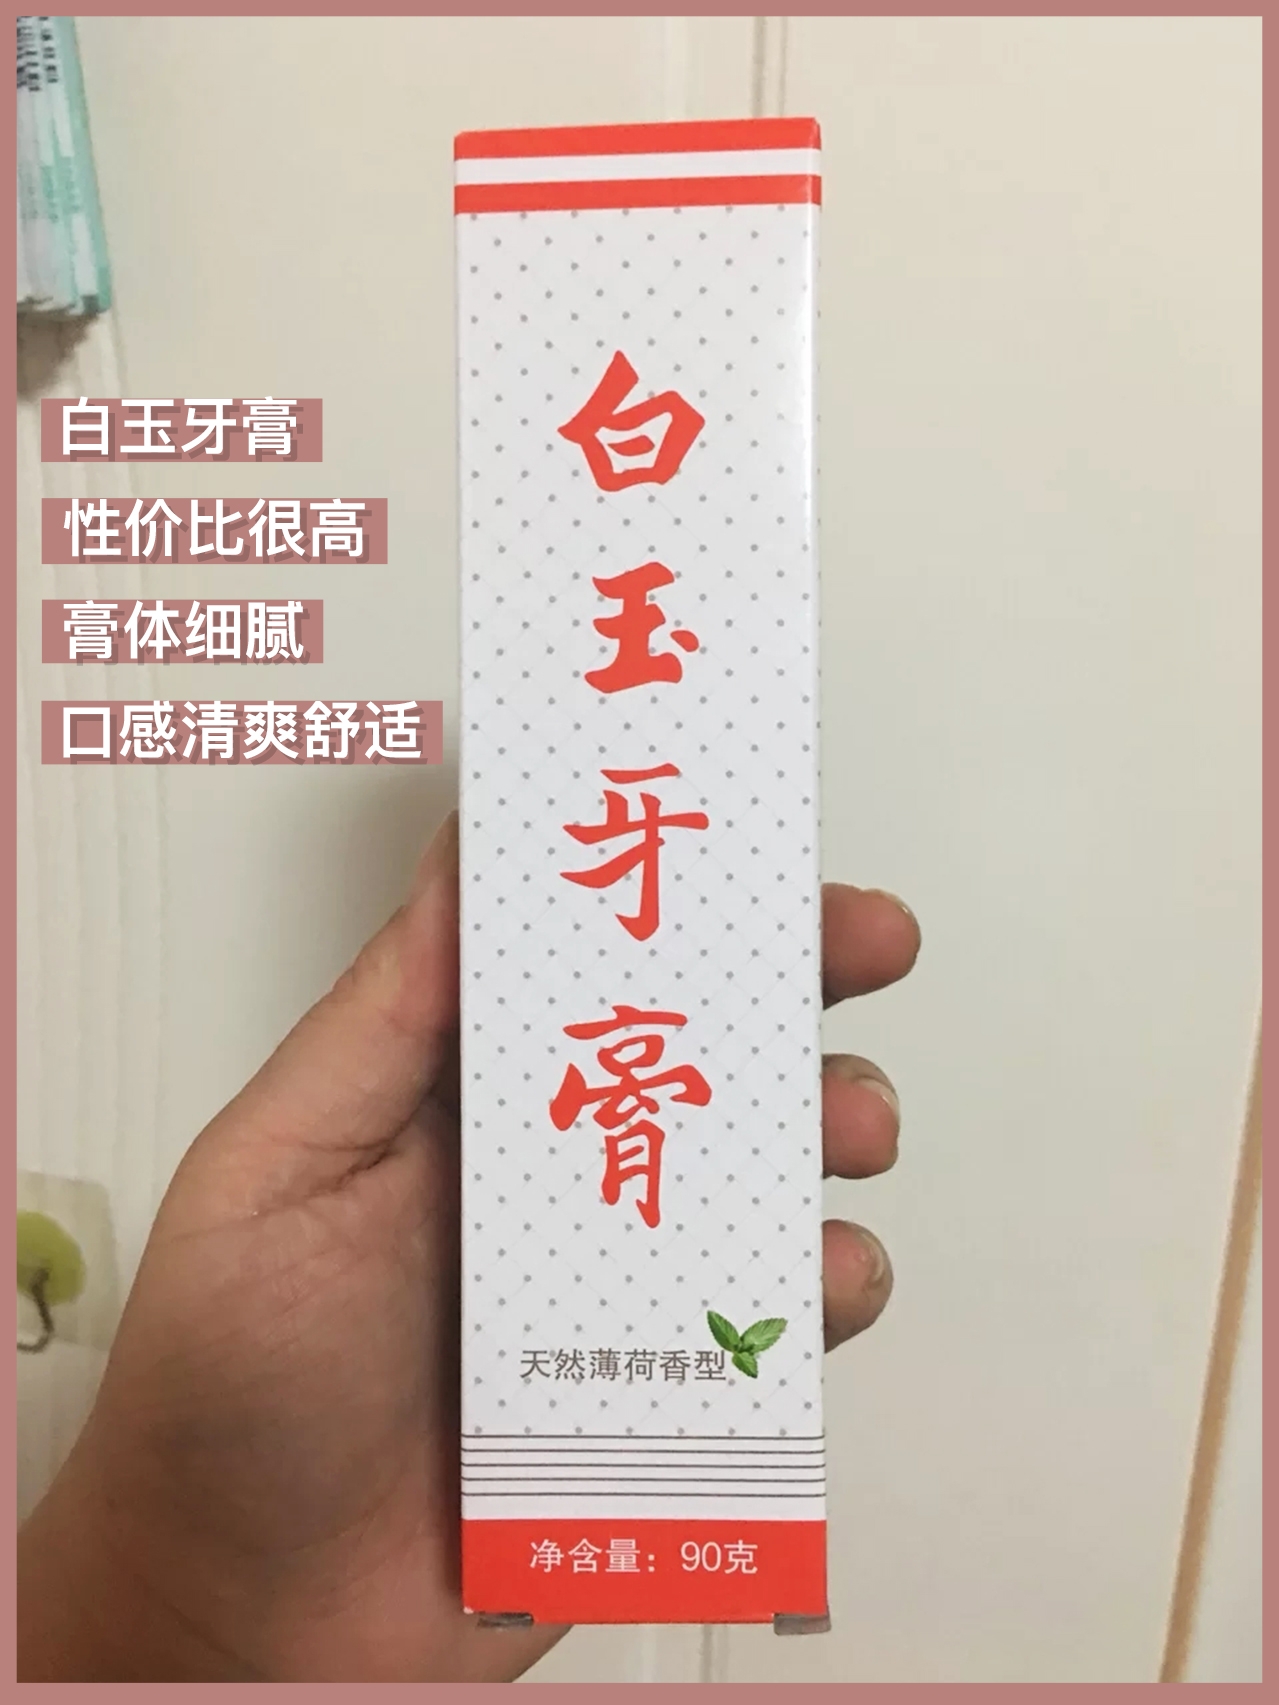 白玉牙膏
性价比很高
膏体细腻
口感清爽舒适
白玉牙膏
天然薄荷香型
净含量：90克